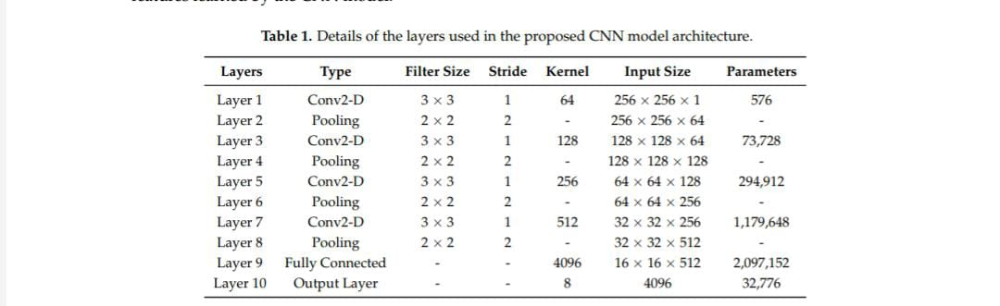 Table 1. Details of the layers used in the proposed CNN model architecture.
Layers Type Filter Size Stride Kernel Input Size Parameters
Layer 1 Conv2-D 3 × 3 1 64 256 × 256 × 1 576
Layer 2 Pooling 2 × 2 2 - 256 × 256 × 64 -
Layer 3 Conv2-D 3 × 3 1 128 128 × 128 × 64 73,728
Layer 4 Pooling 2 × 2 2 - 128 × 128 × 128 -
Layer 5 Conv2-D 3 × 3 1 256 64 × 64 × 128 294,912
Layer 6 Pooling 2 × 2 2 - 64 × 64 × 256 -
Layer 7 Conv2-D 3 × 3 1 512 32 × 32 × 256 1,179,648
Layer 8 Pooling 2 × 2 2 - 32 × 32 × 512 -
Layer 9 Fully Connected - - 4096 16 × 16 × 512 2,097,152
Layer 10 Output Layer - - 8 4096 32,776